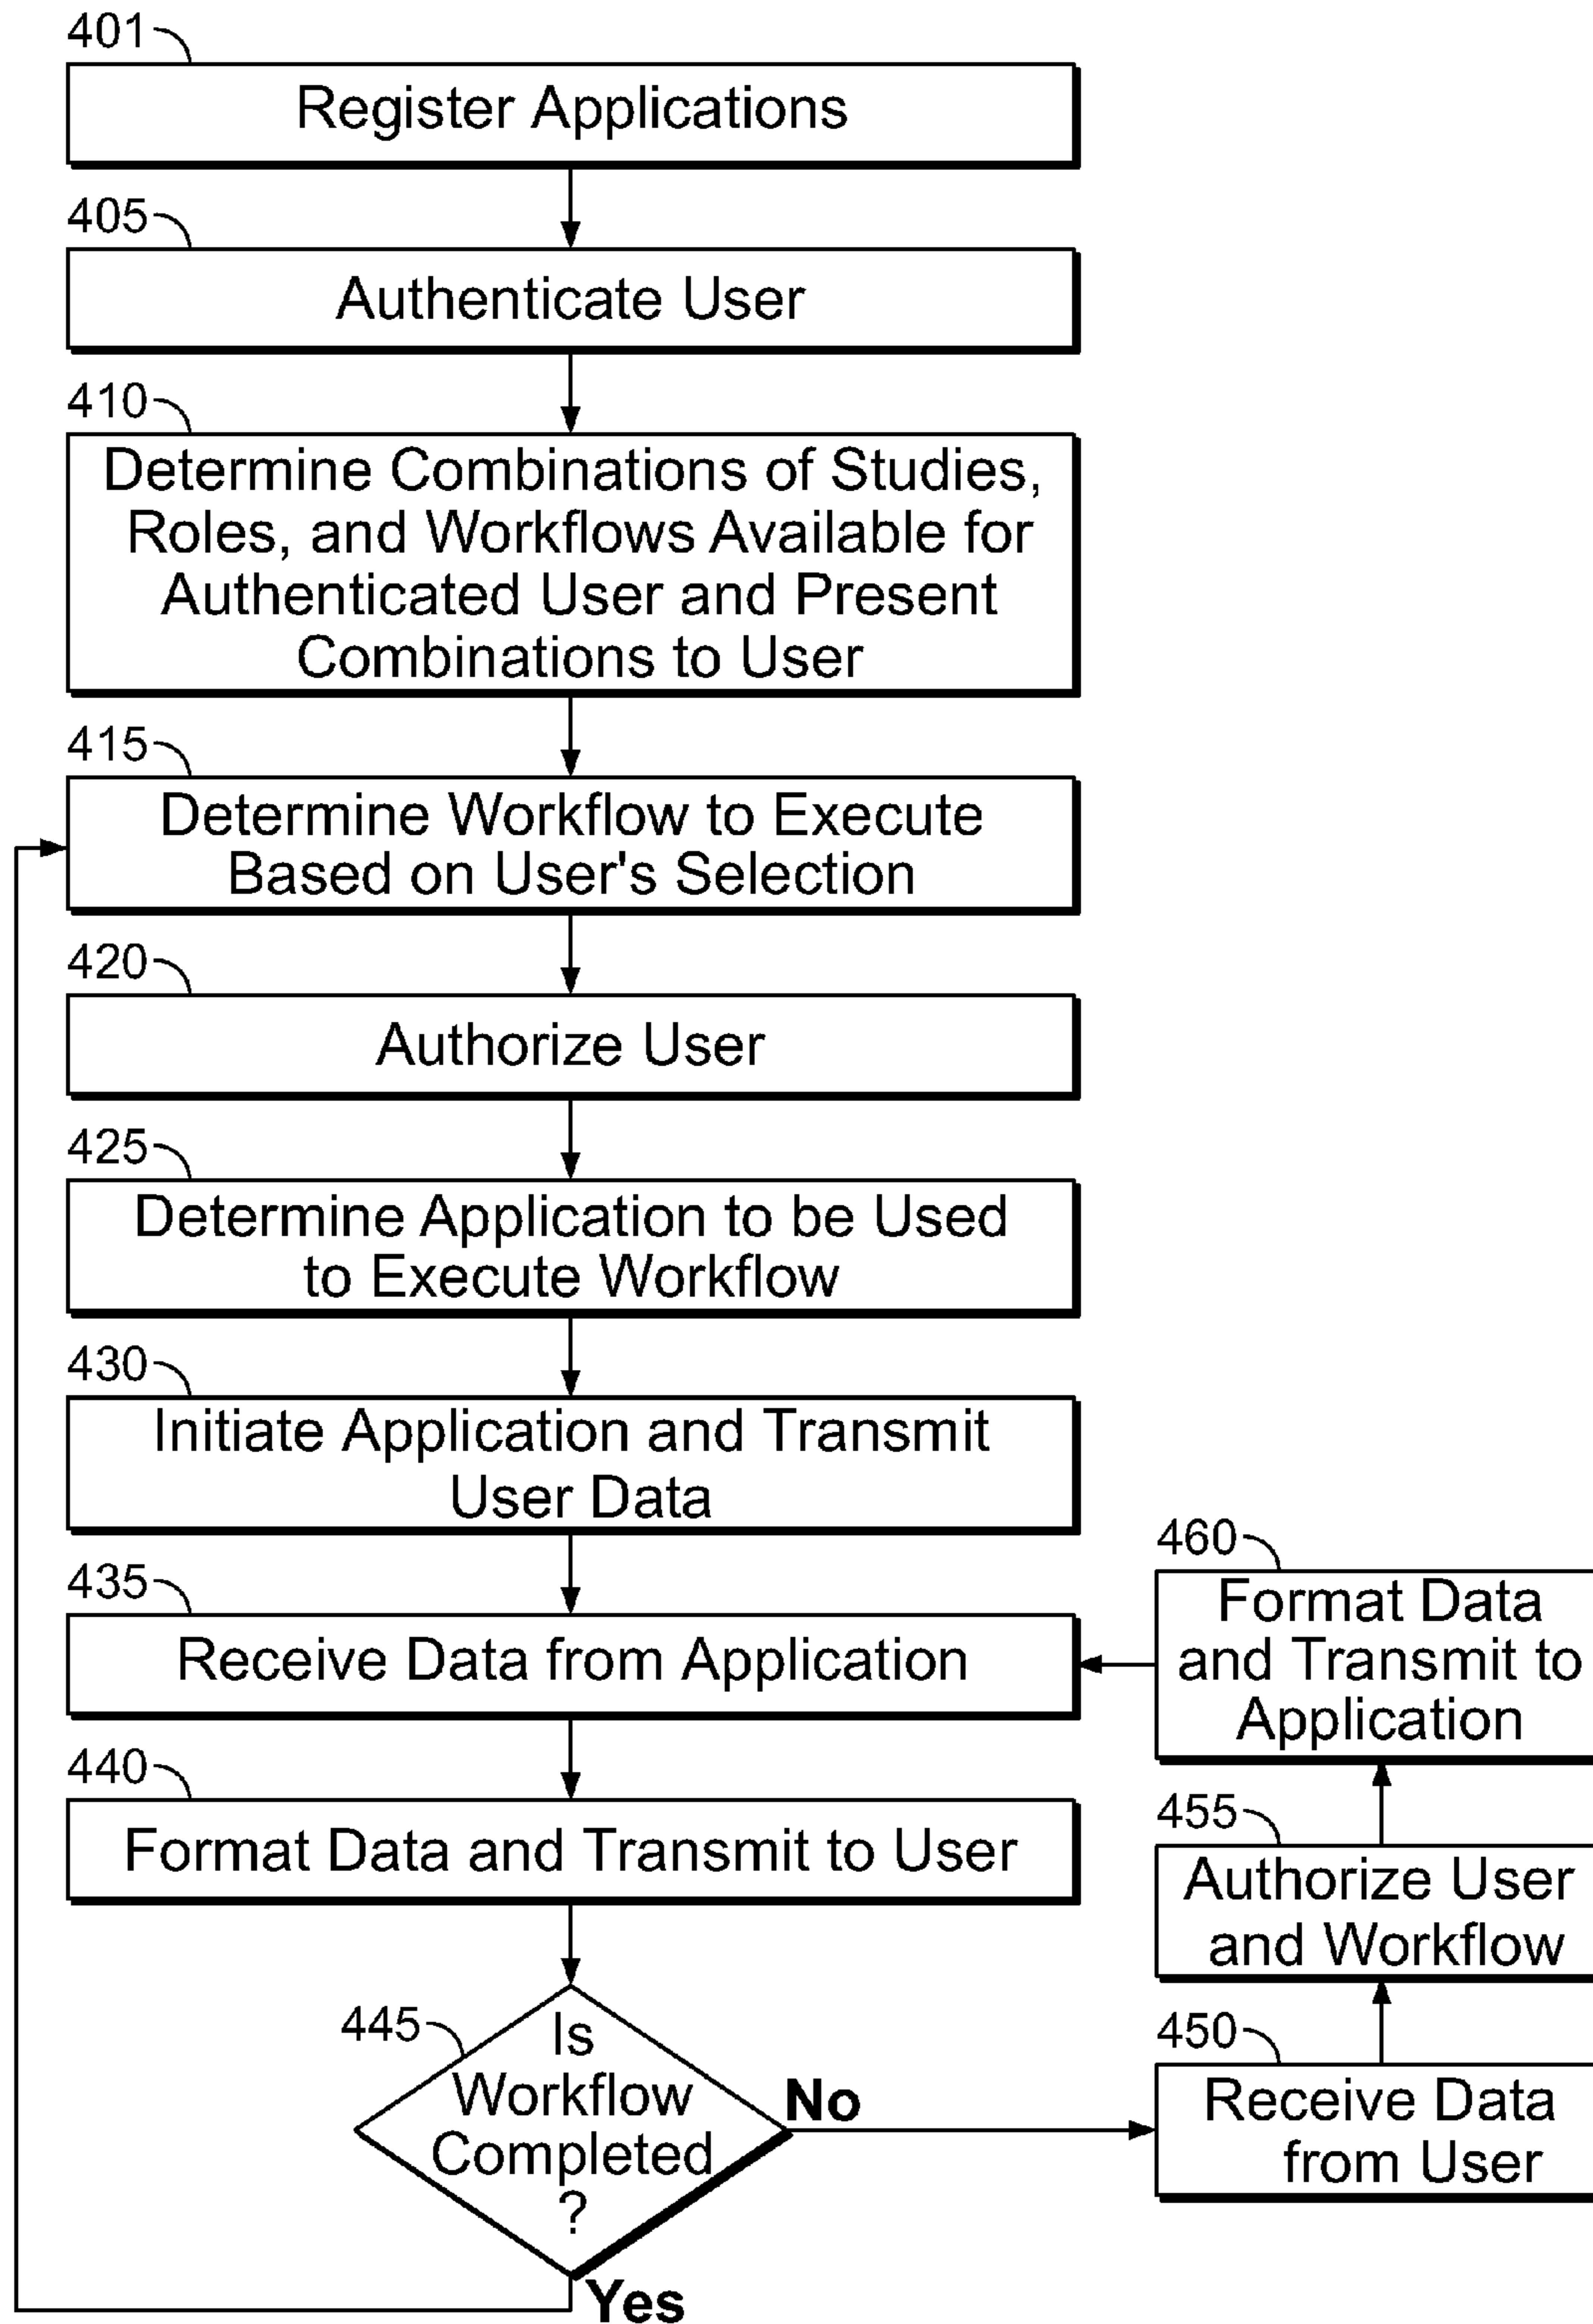 401
Register Applications
405
Authenticate User
410
Determine Combinations of Studies,
Roles, and Workflows Available for
Authenticated User and Present
Combinations to User
415
Determine Workflow to Execute
Based on User's Selection
420
Authorize User
425
Determine Application to be Used
to Execute Workflow
430
Initiate Application and Transmit
User Data
435
Receive Data from Application
440
Format Data and Transmit to User
445
Is
Workflow
Completed
?
No
Yes
450
Receive Data
from User
455
Authorize User
and Workflow
460
Format Data
and Transmit to
Application